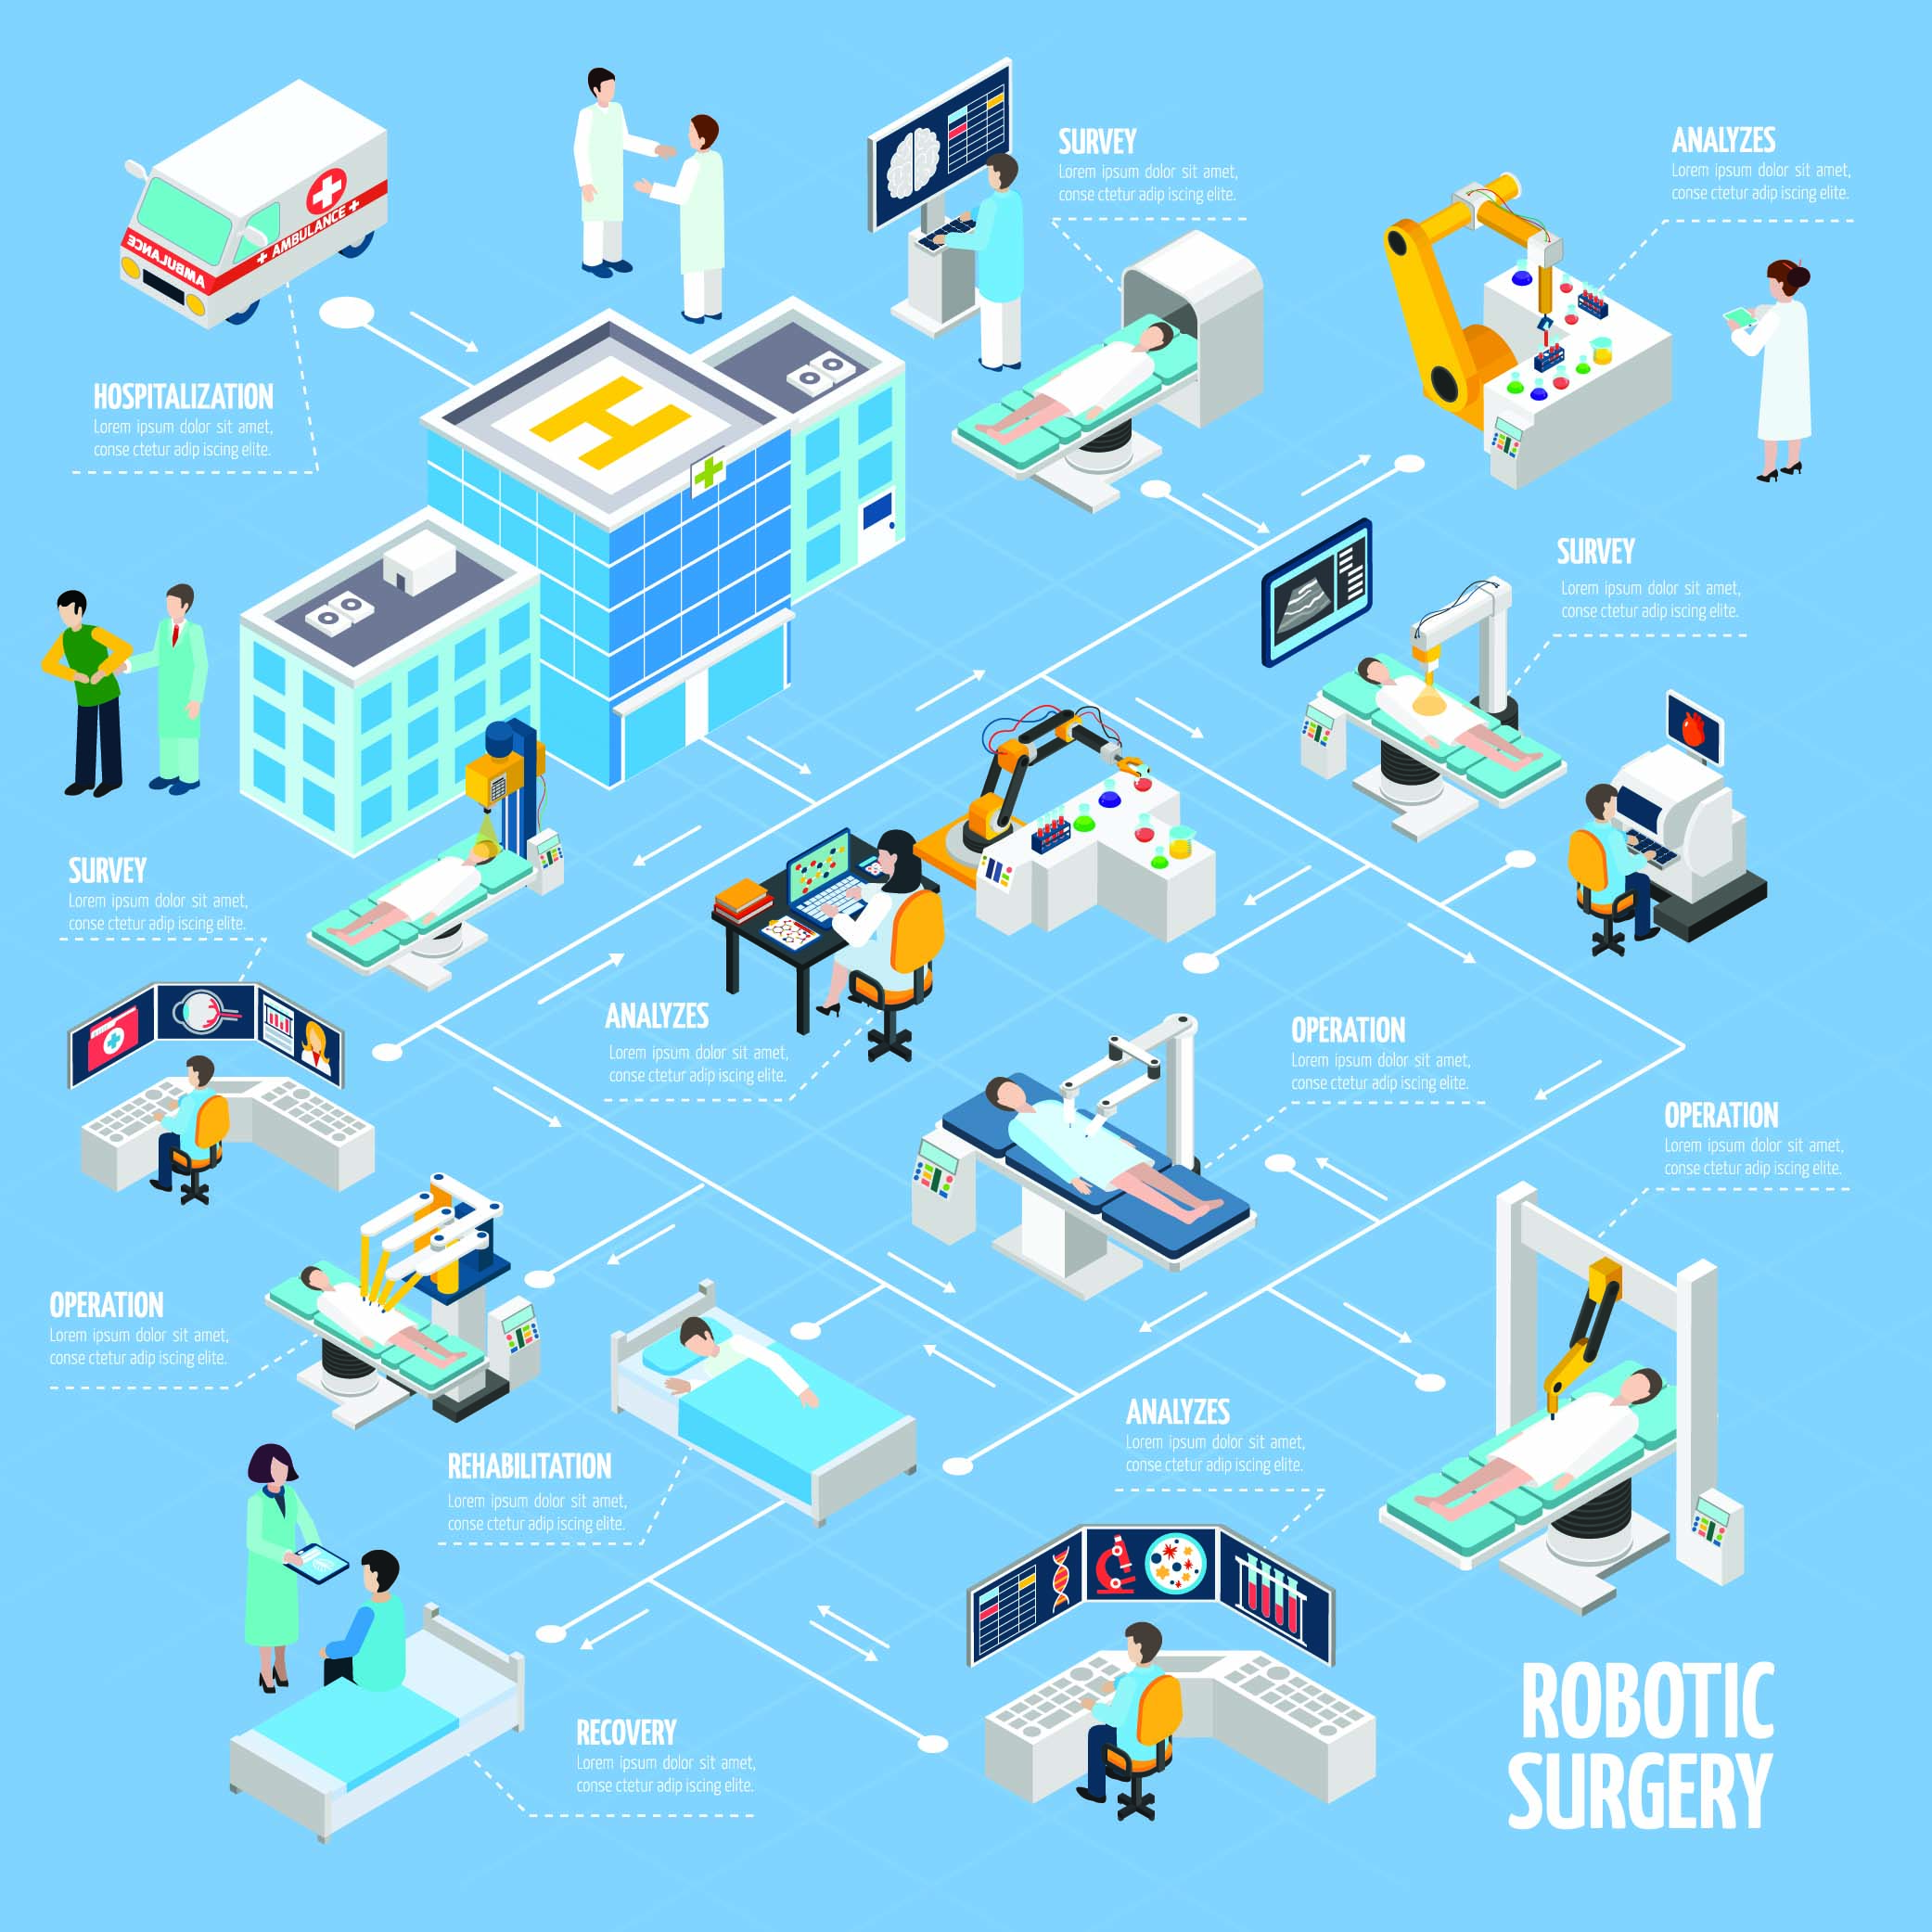 SURVEY
Lorem ipsum dolor sit amet,
conse ctetur adip iscing elite.
ANALYZES
Lorem ipsum dolor sit amet,
conse ctetur adip iscing elite.
+ AMBULANCE +
AMBULANCE
HOSPITALIZATION
Lorem ipsum dolor sit amet,
conse ctetur adip iscing elite.
H
SURVEY
Lorem ipsum dolor sit amet,
conse ctetur adip iscing elite.
SURVEY
Lorem ipsum dolor sit amet,
conse ctetur adip iscing elite.
ANALYZES
Lorem ipsum dolor sit amet,
conse ctetur adip iscing elite.
OPERATION
Lorem ipsum dolor sit amet,
conse ctetur adip iscing elite.
OPERATION
Lorem ipsum dolor sit amet,
conse ctetur adip iscing elite.
OPERATION
Lorem ipsum dolor sit amet,
conse ctetur adip iscing elite.
ANALYZES
Lorem ipsum dolor sit amet,
conse ctetur adip iscing elite.
REHABILITATION
Lorem ipsum dolor sit amet,
conse ctetur adip iscing elite.
RECOVERY
Lorem ipsum dolor sit amet,
conse ctetur adip iscing elite.
ROBOTIC
SURGERY